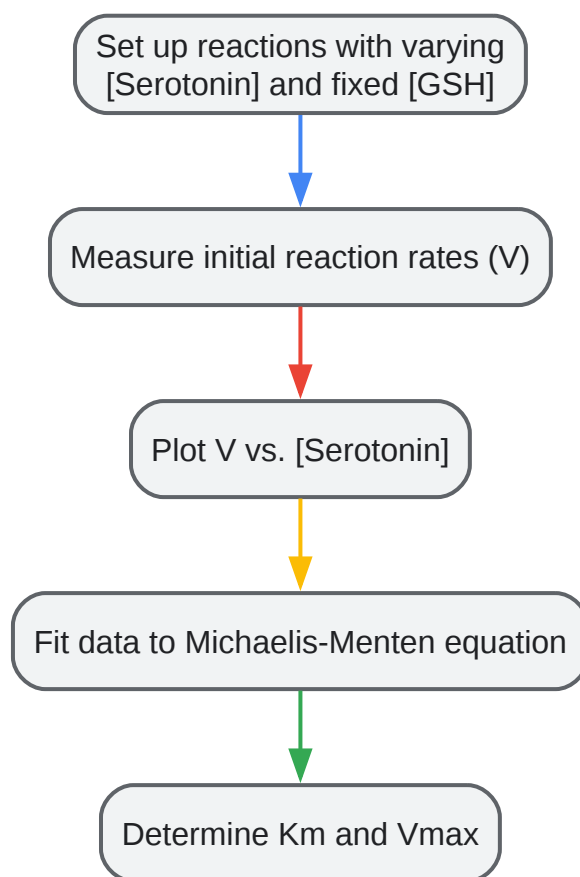 Set up reactions with varying
[Serotonin] and fixed [GSH]
Measure initial reaction rates (V)
Plot V vs. [Serotonin]
Fit data to Michaelis-Menten equation
Determine Km and Vmax